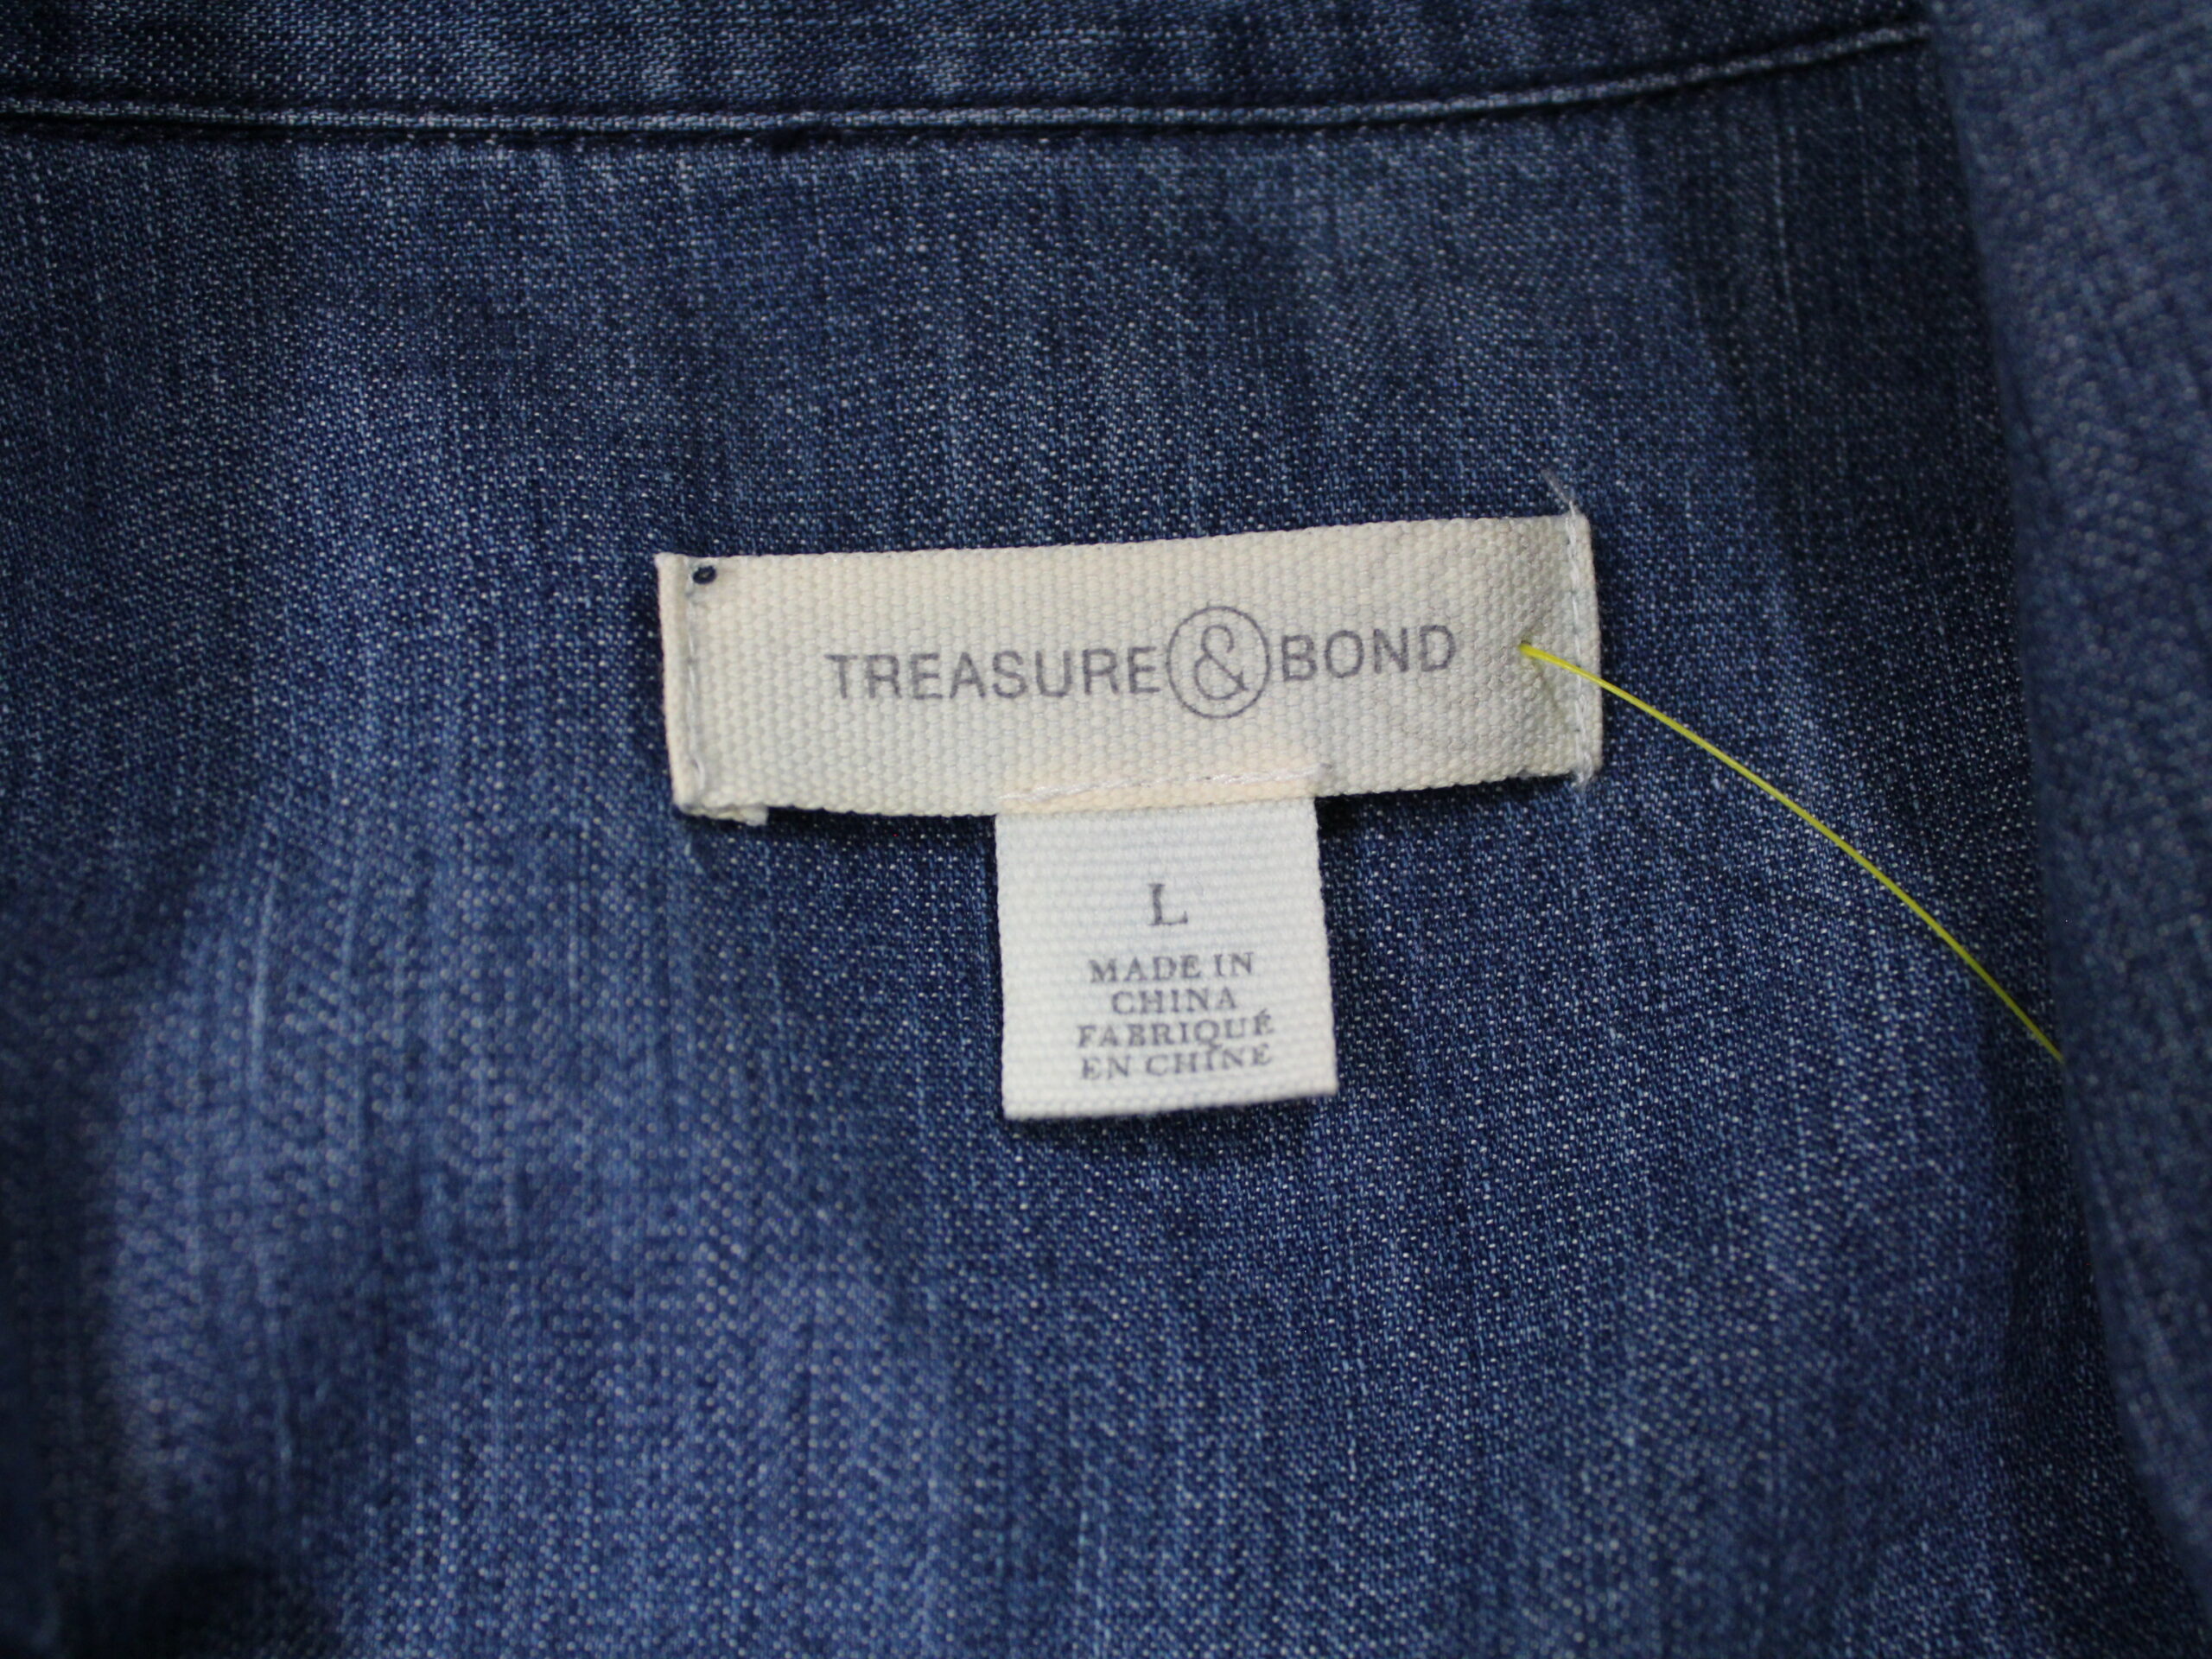 TREASURE & BOND
L
MADE IN
CHINA
FABRIQUÉ
EN CHINE